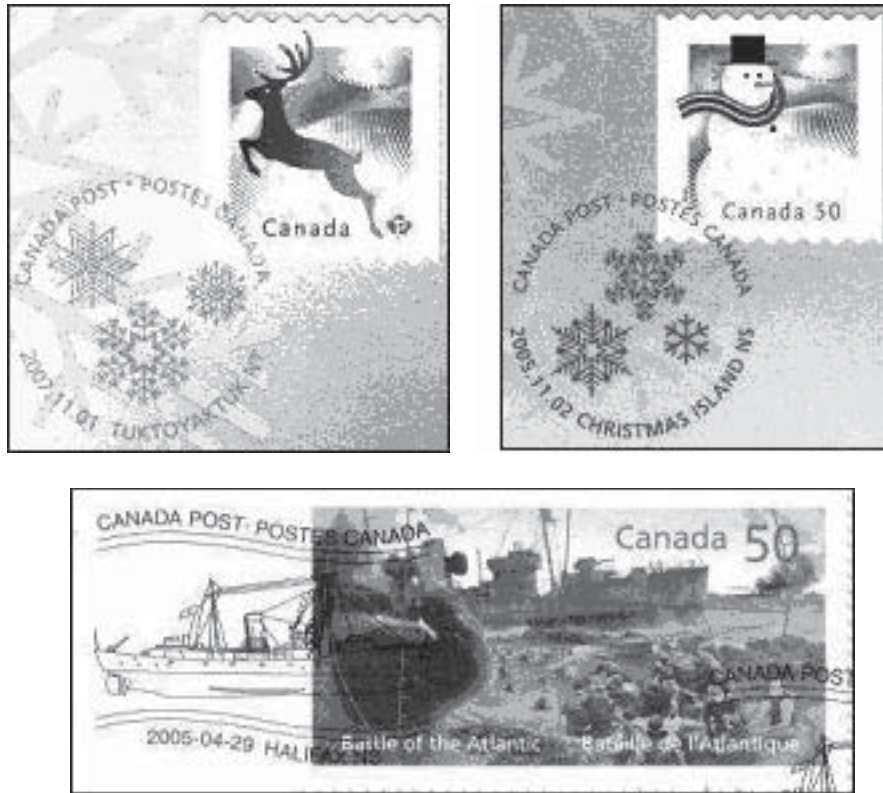 Canada
CANADA POST · POSTES CANADA
2007.11.01 TUKTOYAKTUK NT
Canada 50
CANADA POST · POSTES CANADA
2005.11.02 CHRISTMAS ISLAND NS
CANADA POST · POSTES CANADA
Canada 50
CANADA POST
2005-04-29 HALIFAX NS
Battle of the Atlantic Bataille de l'Atlantique